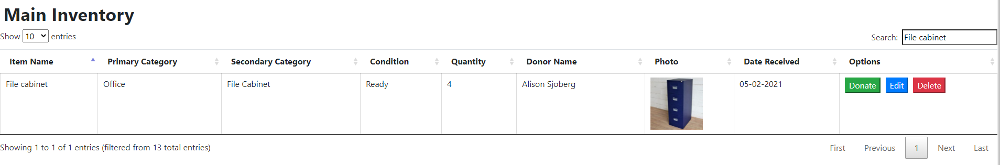 Main Inventory
Show 10 entries Search: File cabinet
Item Name Primary Category Secondary Category Condition Quantity Donor Name Photo Date Received Options
File cabinet Office File Cabinet Ready 4 Alison Sjoberg 05-02-2021 Donate Edit Delete
Showing 1 to 1 of 1 entries (filtered from 13 total entries) First Previous 1 Next Last